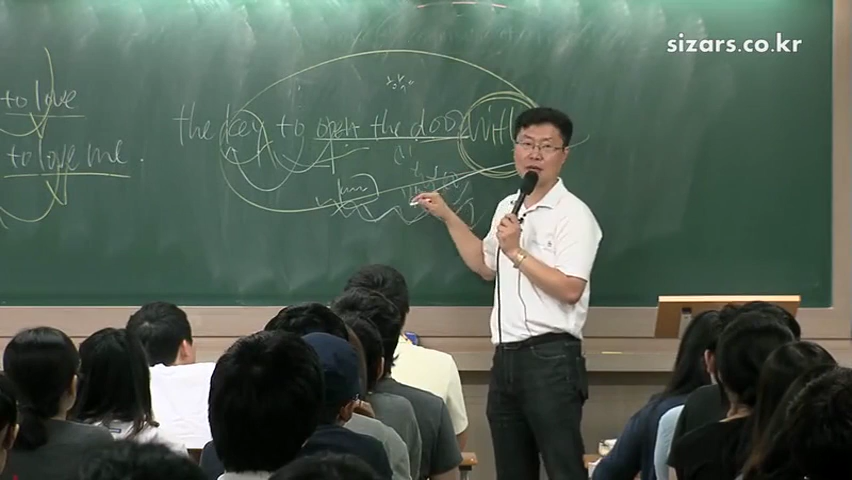 sizars.co.kr
to love
the key to open the door with
to love me.